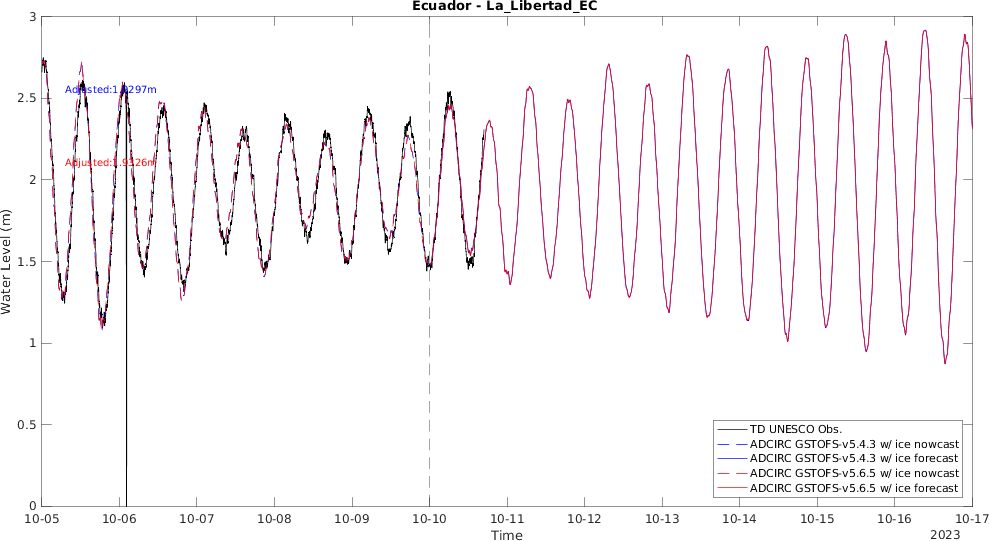 Ecuador - La_Libertad_EC
3
2.5
2
1.5
1
0.5
0
Water Level (m)
10-05
10-06
10-07
10-08
10-09
10-10
10-11
10-12
10-13
10-14
10-15
10-16
10-17
Time
2023
TD UNESCO Obs.
ADCIRC GSTOFS-v5.4.3 w/ ice nowcast
ADCIRC GSTOFS-v5.4.3 w/ ice forecast
ADCIRC GSTOFS-v5.6.5 w/ ice nowcast
ADCIRC GSTOFS-v5.6.5 w/ ice forecast